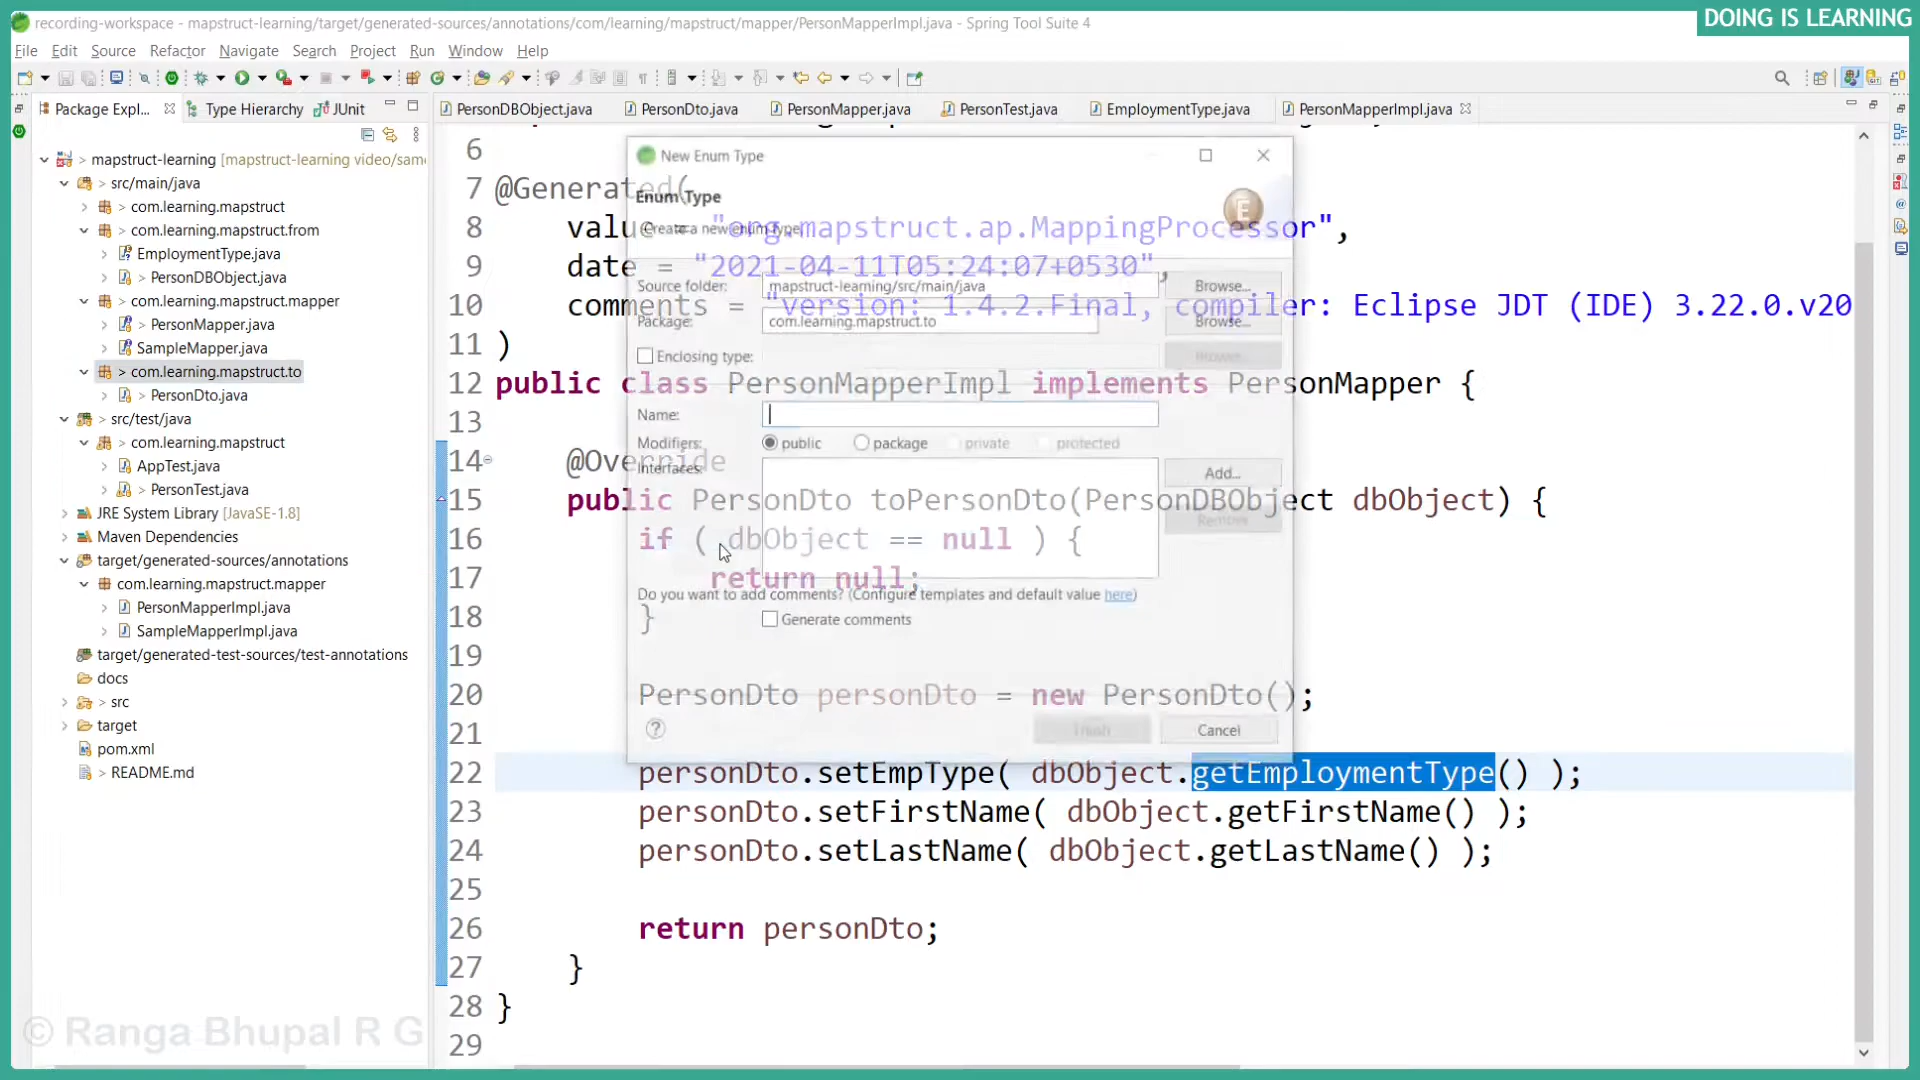 DOING IS LEARNING
recording-workspace - mapstruct-learning/target/generated-sources/annotations/com/learning/mapstruct/mapper/PersonMapperImpl.java - Spring Tool Suite 4
File Edit Source Refactor Navigate Search Project Run Window Help
Package Expl... Type Hierarchy JUnit
PersonDBObject.java PersonDto.java PersonMapper.java PersonTest.java EmploymentType.java PersonMapperImpl.java
mapstruct-learning [mapstruct-learning video/sam
> src/main/java
> com.learning.mapstruct
> com.learning.mapstruct.from
EmploymentType.java
> PersonDBObject.java
> com.learning.mapstruct.mapper
> PersonMapper.java
SampleMapper.java
> com.learning.mapstruct.to
> PersonDto.java
> src/test/java
> com.learning.mapstruct
AppTest.java
> PersonTest.java
JRE System Library [JavaSE-1.8]
Maven Dependencies
target/generated-sources/annotations
com.learning.mapstruct.mapper
PersonMapperImpl.java
SampleMapperImpl.java
target/generated-test-sources/test-annotations
docs
> src
target
pom.xml
> README.md
6
7 @Generated(
8 value = "org.mapstruct.ap.MappingProcessor",
9 date = "2021-04-11T05:24:07+0530",
10 comments = "version: 1.4.2.Final, compiler: Eclipse JDT (IDE) 3.22.0.v20
11 )
12 public class PersonMapperImpl implements PersonMapper {
13
14 @Override
15 public PersonDto toPersonDto(PersonDBObject dbObject) {
16 if ( dbObject == null ) {
17 return null;
18 }
19
20 PersonDto personDto = new PersonDto();
21
22 personDto.setEmpType( dbObject.getEmploymentType() );
23 personDto.setFirstName( dbObject.getFirstName() );
24 personDto.setLastName( dbObject.getLastName() );
25
26 return personDto;
27 }
28 }
29
New Enum Type
Enum Type
Create a new enum type.
Source folder: mapstruct-learning/src/main/java Browse...
Package: com.learning.mapstruct.to Browse...
Enclosing type: Browse...
Name:
Modifiers: public package private protected
Interfaces: Add...
Remove
Do you want to add comments? (Configure templates and default value here)
Generate comments
Finish Cancel
© Ranga Bhupal R G